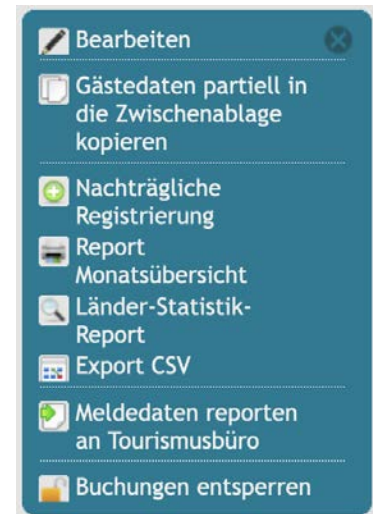 Bearbeiten
Gästedaten partiell in
die Zwischenablage
kopieren
Nachträgliche
Registrierung
Report
Monatsübersicht
Länder-Statistik-
Report
Export CSV
Meldedaten reporten
an Tourismusbüro
Buchungen entsperren